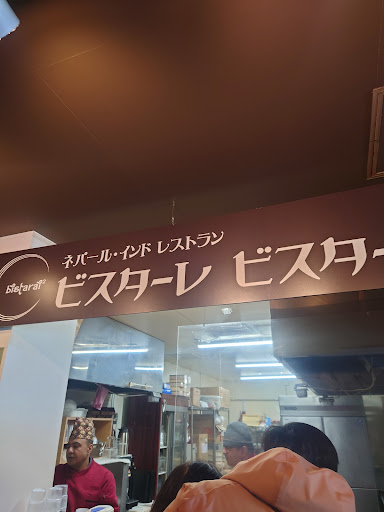 ネパール・インド レストラン
bistarai²
ビスターレ ビスター